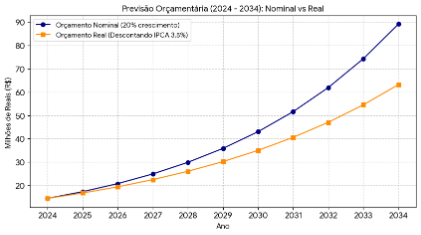 Previsão Orçamentária (2024 - 2034): Nominal vs Real
Orçamento Nominal (20% crescimento)
Orçamento Real (Descontando IPCA 3.5%)
Milhões de Reais (R$)
90
80
70
60
50
40
30
20
2024 2025 2026 2027 2028 2029 2030 2031 2032 2033 2034
Ano